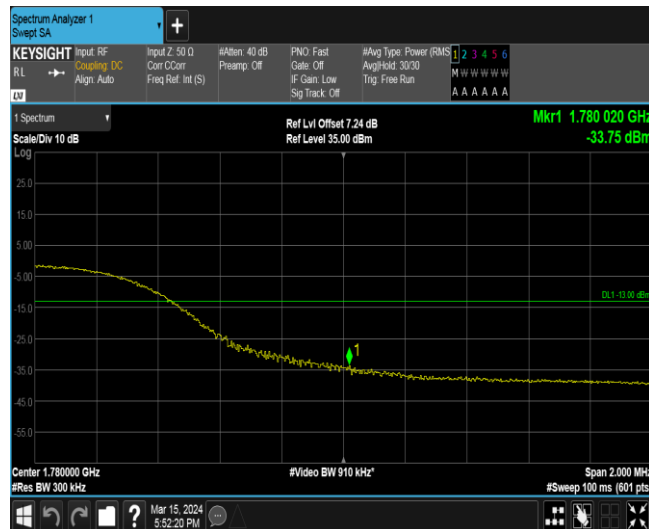 Spectrum Analyzer 1
Swept SA
KEYSIGHT
RL
LXI
Input: RF
Coupling: DC
Align: Auto
Input Z: 50 Ω
Corr CCorr
Freq Ref: Int (S)
#Atten: 40 dB
Preamp: Off
PNO: Fast
Gate: Off
IF Gain: Low
Sig Track: Off
#Avg Type: Power (RMS
Avg|Hold: 30/30
Trig: Free Run
1 2 3 4 5 6
M W W W W W
A A A A A A
1 Spectrum
Scale/Div 10 dB
Ref Lvl Offset 7.24 dB
Ref Level 35.00 dBm
Mkr1 1.780 020 GHz
-33.75 dBm
Log
25.0
15.0
5.00
-5.00
-15.0
-25.0
-35.0
-45.0
-55.0
DL1 -13.00 dBm
1
Center 1.780000 GHz
#Res BW 300 kHz
#Video BW 910 kHz*
Span 2.000 MHz
#Sweep 100 ms (601 pts
?
Mar 15, 2024
5:52:20 PM